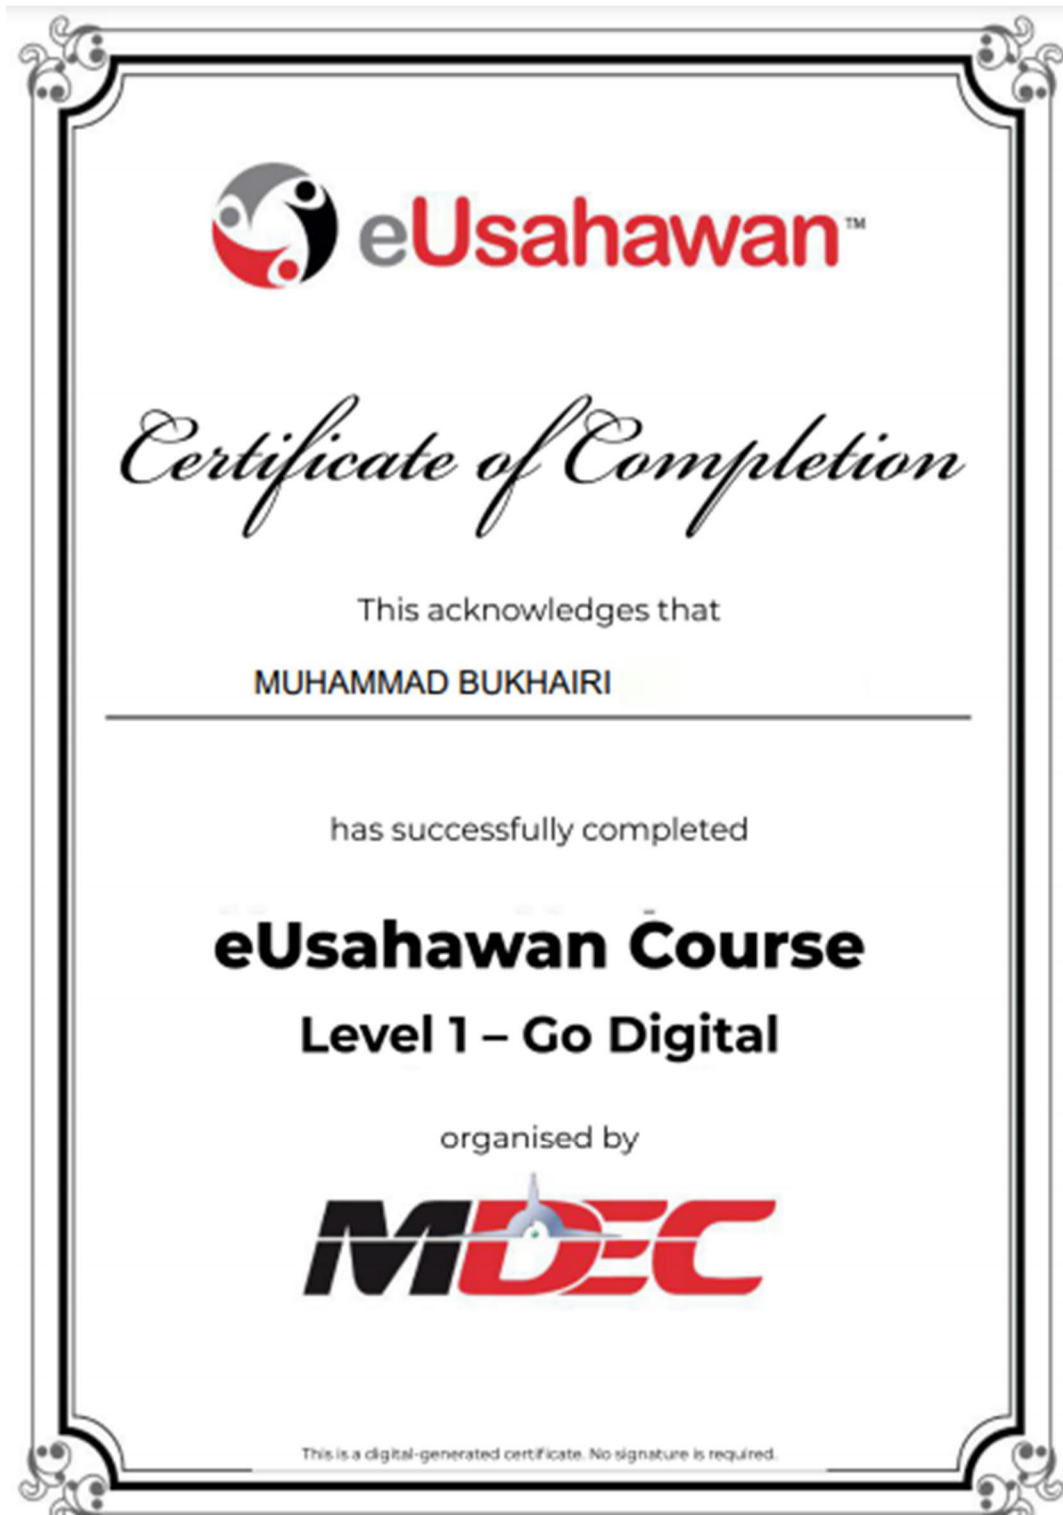 eUsahawan™
Certificate of Completion
This acknowledges that
MUHAMMAD BUKHAIRI
has successfully completed
eUsahawan Course
Level 1 – Go Digital
organised by
MDEC
This is a digital-generated certificate. No signature is required.